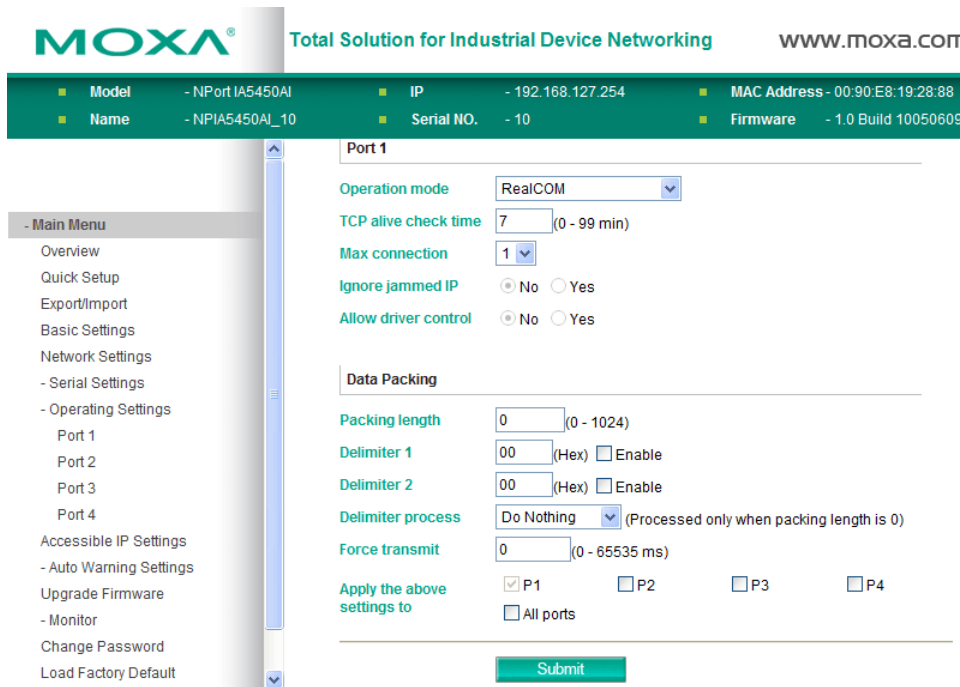 MOXA®
Total Solution for Industrial Device Networking
www.moxa.com
Model - NPort IA5450AI IP - 192.168.127.254 MAC Address - 00:90:E8:19:28:88
Name - NPIA5450AI_10 Serial NO. - 10 Firmware - 1.0 Build 10050609
- Main Menu
Overview
Quick Setup
Export/Import
Basic Settings
Network Settings
- Serial Settings
- Operating Settings
Port 1
Port 2
Port 3
Port 4
Accessible IP Settings
- Auto Warning Settings
Upgrade Firmware
- Monitor
Change Password
Load Factory Default
Port 1
Operation mode RealCOM
TCP alive check time 7 (0 - 99 min)
Max connection 1
Ignore jammed IP No Yes
Allow driver control No Yes
Data Packing
Packing length 0 (0 - 1024)
Delimiter 1 00 (Hex) Enable
Delimiter 2 00 (Hex) Enable
Delimiter process Do Nothing (Processed only when packing length is 0)
Force transmit 0 (0 - 65535 ms)
Apply the above P1 P2 P3 P4
settings to All ports
Submit